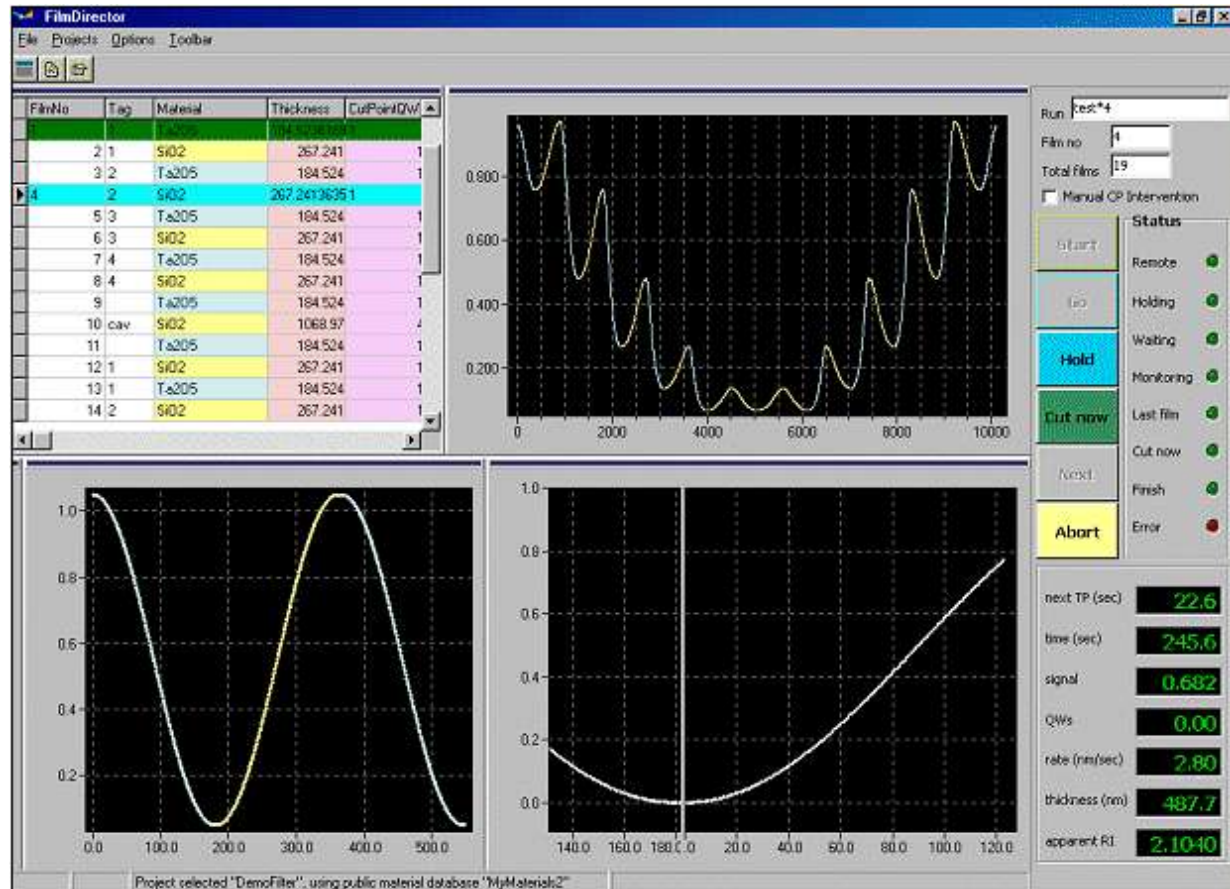 FilmDirector
File Projects Options Toolbar
FilmNo Tag Material Thickness CutPointQW
1 1 Ta2O5
2 1 SiO2 267.241 1
3 2 Ta2O5 184.524 1
4 2 SiO2 267.2413635 1
5 3 Ta2O5 184.524 1
6 3 SiO2 267.241 1
7 4 Ta2O5 184.524 1
8 4 SiO2 267.241 1
9 Ta2O5 184.524 1
10 cav SiO2 1068.97 4
11 Ta2O5 184.524 1
12 1 SiO2 267.241 1
13 1 Ta2O5 184.524 1
14 2 SiO2 267.241 1
0.800
0.600
0.400
0.200
0 2000 4000 6000 8000 10000
Run test*4
Film no 4
Total films 19
Manual CP Intervention
Start
Go
Hold
Cut now
Next
Abort
Status
Remote
Holding
Waiting
Monitoring
Last film
Cut now
Finish
Error
1.0
0.8
0.6
0.4
0.2
0.0 100.0 200.0 300.0 400.0 500.0
1.0
0.8
0.6
0.4
0.2
0.0
140.0 160.0 180.0 0.0 20.0 40.0 60.0 80.0 100.0 120.0
next TP (sec) 22.6
time (sec) 245.6
signal 0.682
QWs 0.00
rate (nm/sec) 2.80
thickness (nm) 487.7
apparent RI 2.1040
Project selected "DemoFilter", using public material database "MyMaterials2"